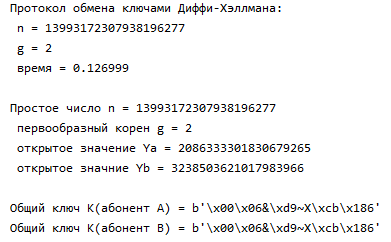 Протокол обмена ключами Диффи-Хэллмана:
n = 13993172307938196277
g = 2
время = 0.126999
Простое число n = 13993172307938196277
первообразный корен g = 2
открытое значение Ya = 2086333301830679265
открытое значние Yb = 3238503621017983966
Общий ключ К(абонент А) = b'\x00\x06&\xd9~X\xcb\x186'
Общий ключ К(абонент В) = b'\x00\x06&\xd9~X\xcb\x186'